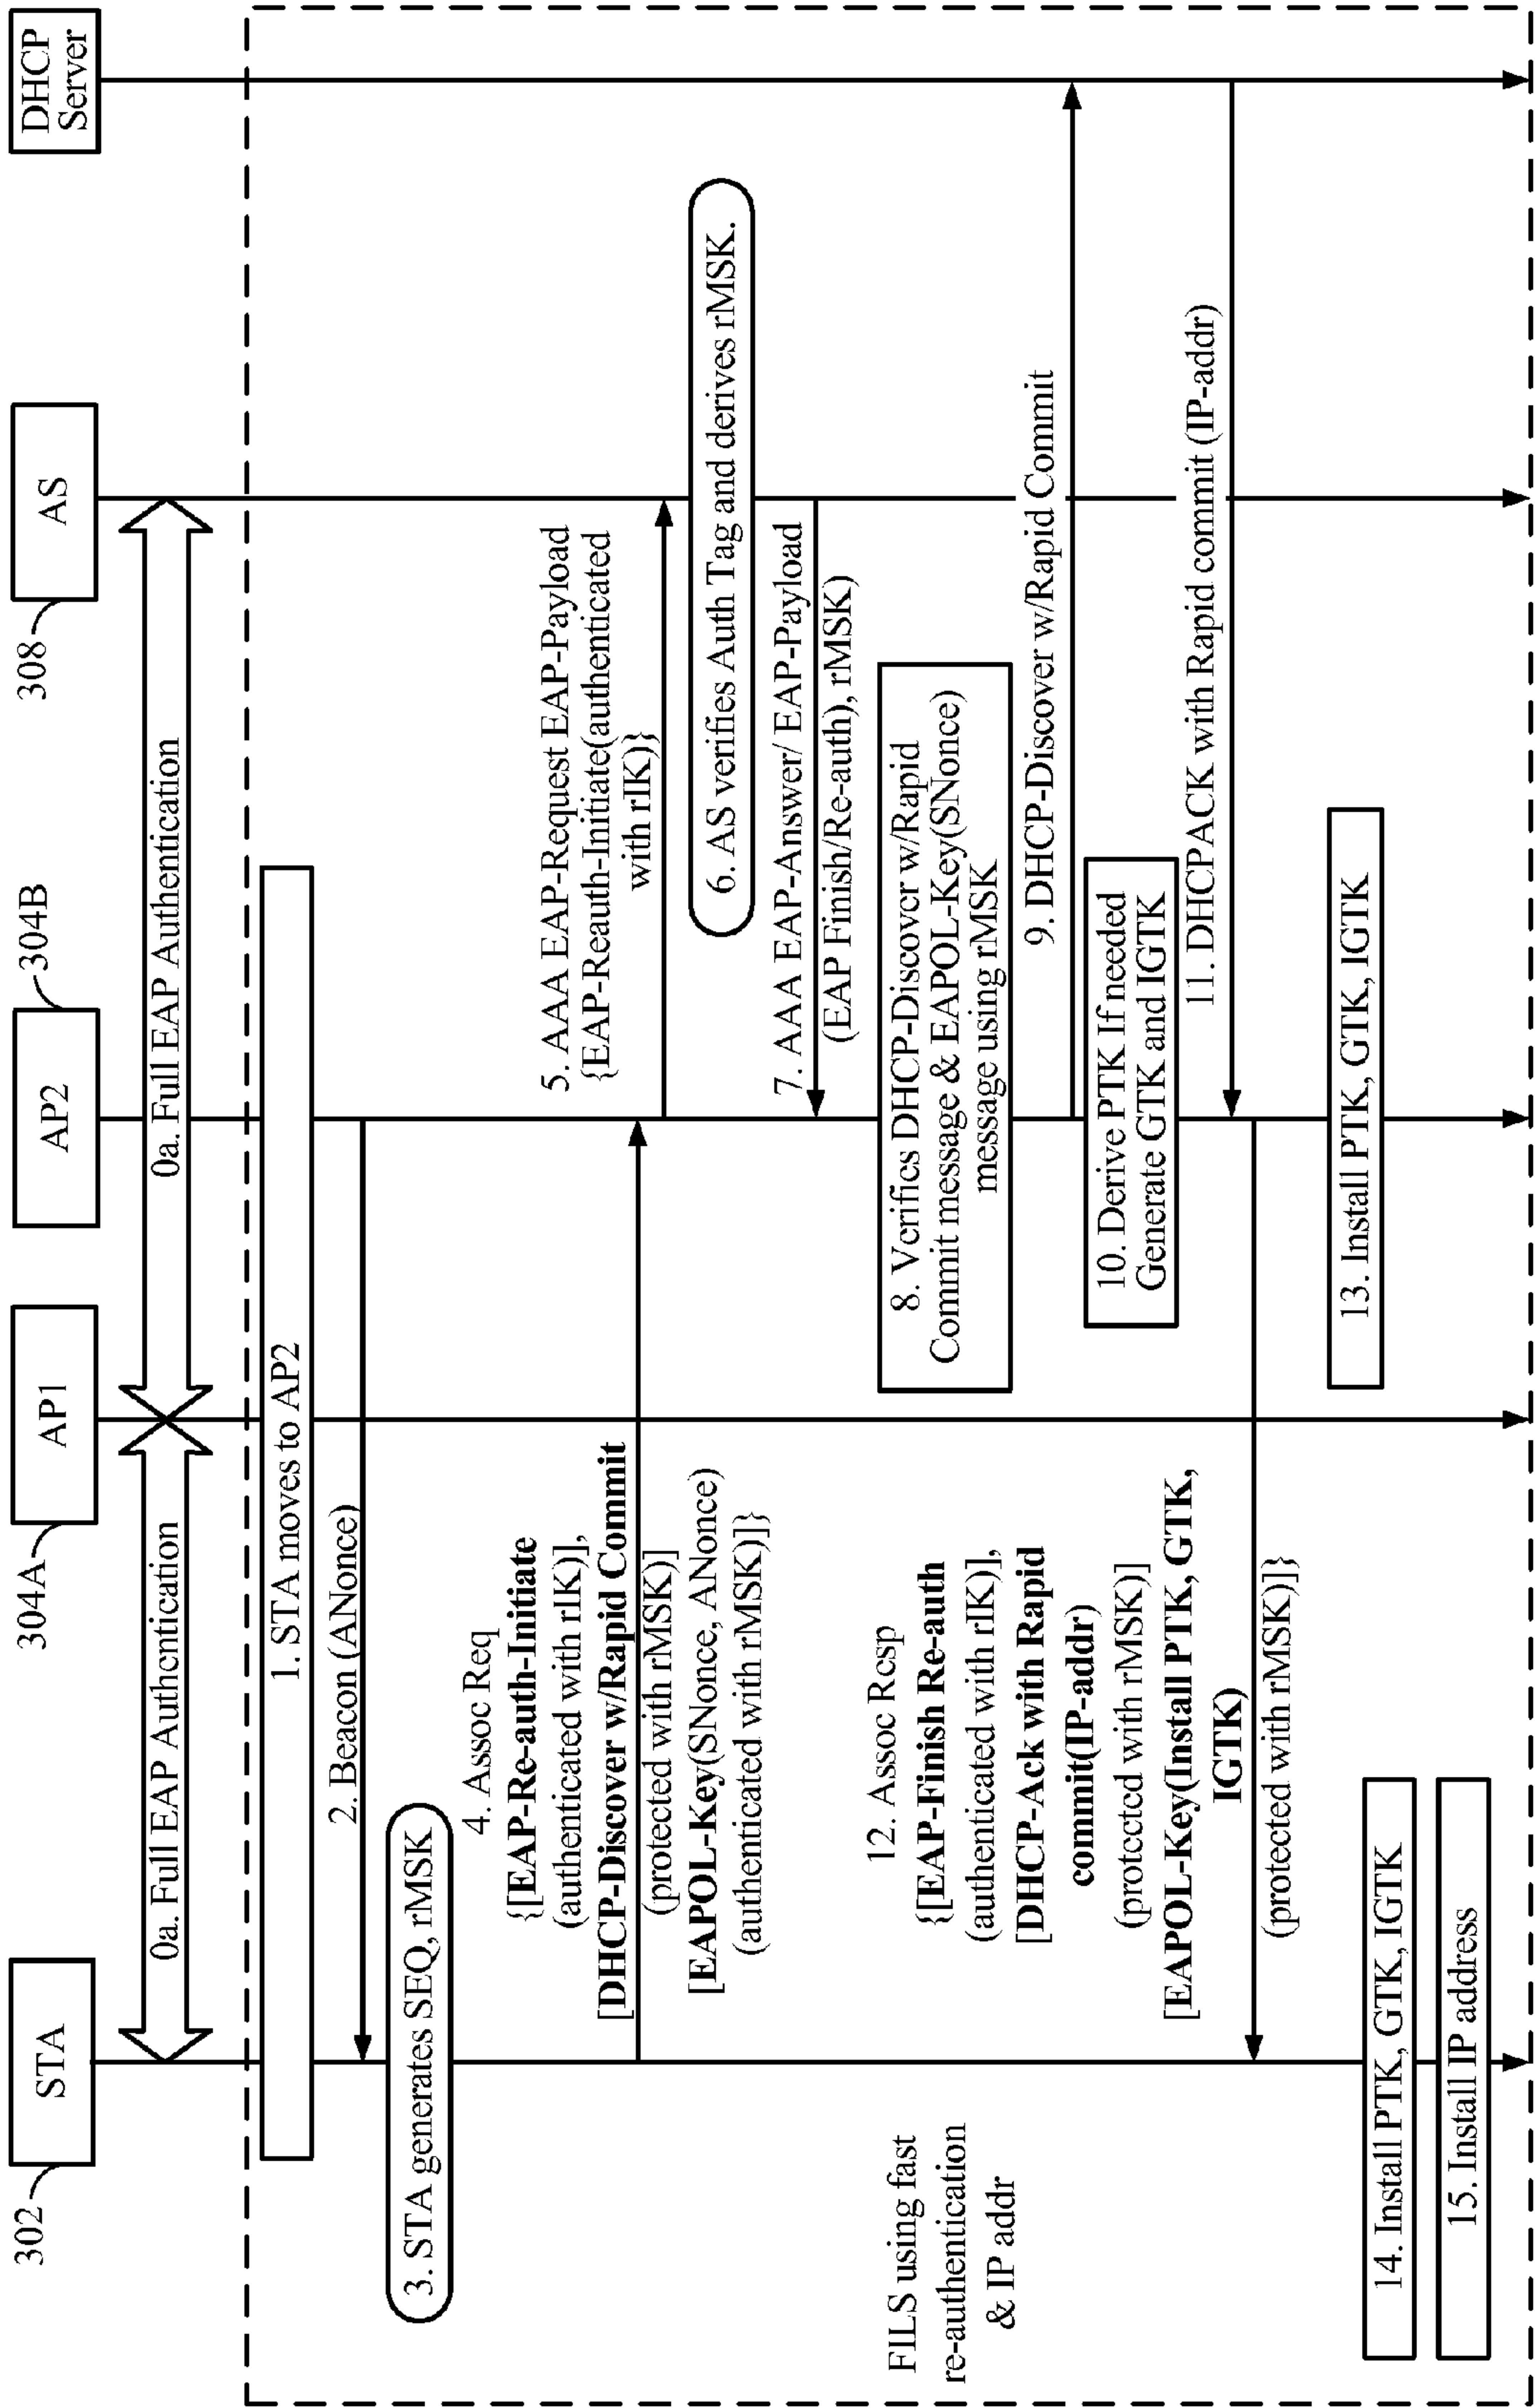 302
STA
304A
AP1
AP2
304B
308
AS
DHCP
Server
0a. Full EAP Authentication
0a. Full EAP Authentication
1. STA moves to AP2
2. Beacon (ANonce)
3. STA generates SEQ, rMSK
4. Assoc Req
{[EAP-Re-auth-Initiate
(authenticated with rIK)],
[DHCP-Discover w/Rapid Commit
(protected with rMSK)]
[EAPOL-Key(SNonce, ANonce)
(authenticated with rMSK)]}
5. AAA EAP-Request EAP-Payload
{EAP-Reauth-Initiate(authenticated
with rIK)}
6. AS verifies Auth Tag and derives rMSK.
7. AAA EAP-Answer/ EAP-Payload
(EAP Finish/Re-auth), rMSK)
8. Verifics DHCP-Discover w/Rapid
Commit message & EAPOL-Key(SNonce)
message using rMSK
9. DHCP-Discover w/Rapid Commit
10. Derive PTK If needed
Generate GTK and IGTK
11. DHCPACK with Rapid commit (IP-addr)
12. Assoc Resp
{[EAP-Finish Re-auth
(authenticated with rIK)],
[DHCP-Ack with Rapid
commit(IP-addr)
(protected with rMSK)]
[EAPOL-Key(Install PTK, GTK,
IGTK)
(protected with rMSK)]}
13. Install PTK, GTK, IGTK
FILS using fast
re-authentication
& IP addr
14. Install PTK, GTK, IGTK
15. Install IP address